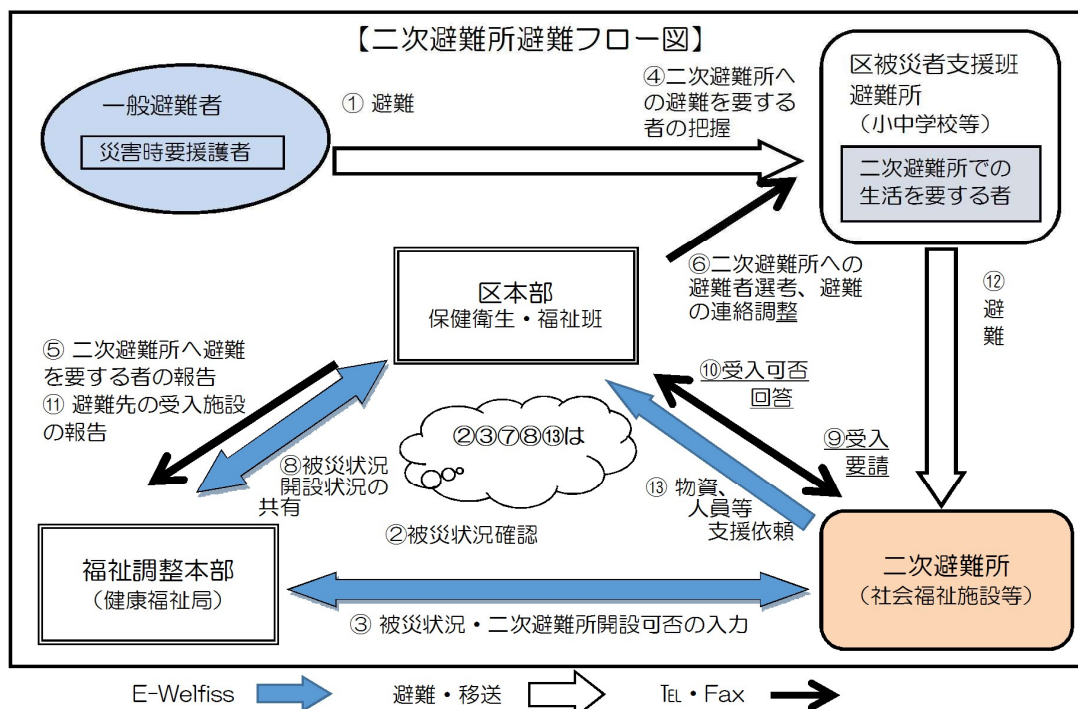 【二次避難所避難フロー図】
一般避難者
災害時要援護者
① 避難
④二次避難所へ
の避難を要する
者の把握
区被災者支援班
避難所
（小中学校等）
二次避難所での
生活を要する者
区本部
保健衛生・福祉班
⑥二次避難所への
避難者選考、避難
の連絡調整
⑫
避
難
⑤ 二次避難所へ避難
を要する者の報告
⑪ 避難先の受入施設
の報告
⑩受入可否
回答
②③⑦⑧⑬は
⑨受入
要請
⑧被災状況
開設状況の
共有
⑬ 物資、
人員等
支援依頼
②被災状況確認
福祉調整本部
（健康福祉局）
二次避難所
（社会福祉施設等）
③ 被災状況・二次避難所開設可否の入力
E-Welfiss
避難・移送
TEL・Fax